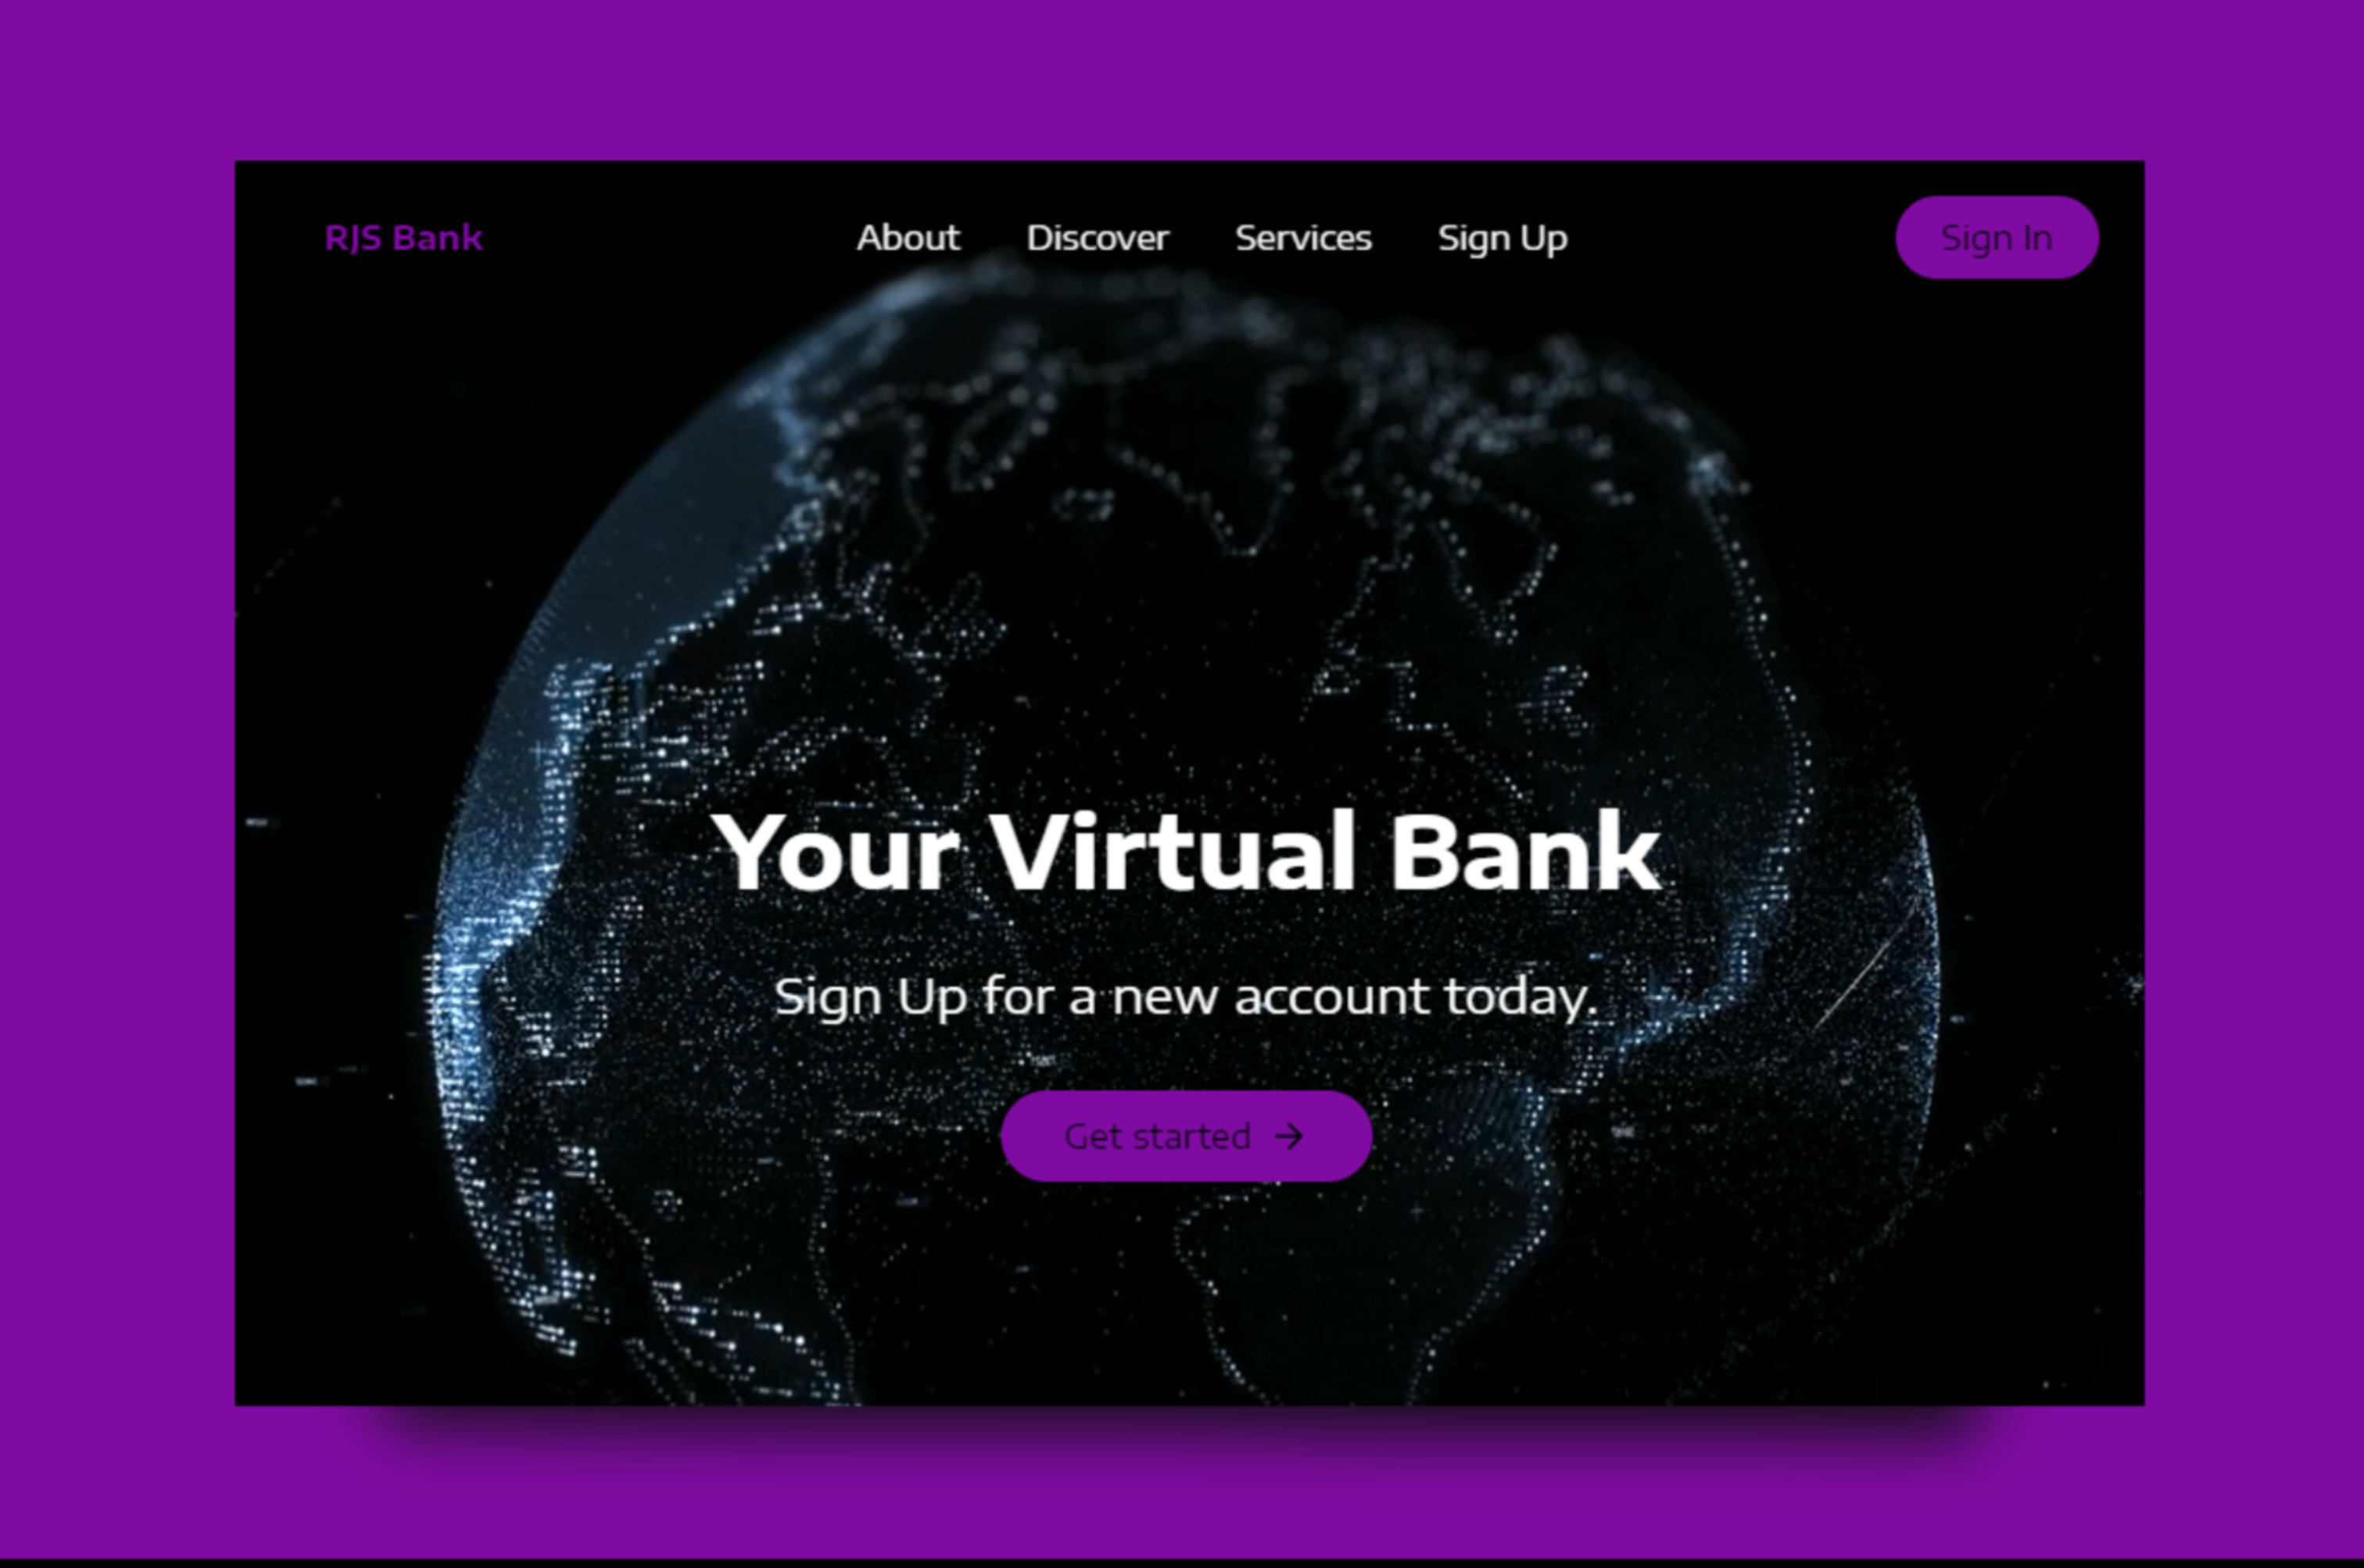 RJS Bank
About Discover Services Sign Up
Sign In
Your Virtual Bank
Sign Up for a new account today.
Get started →